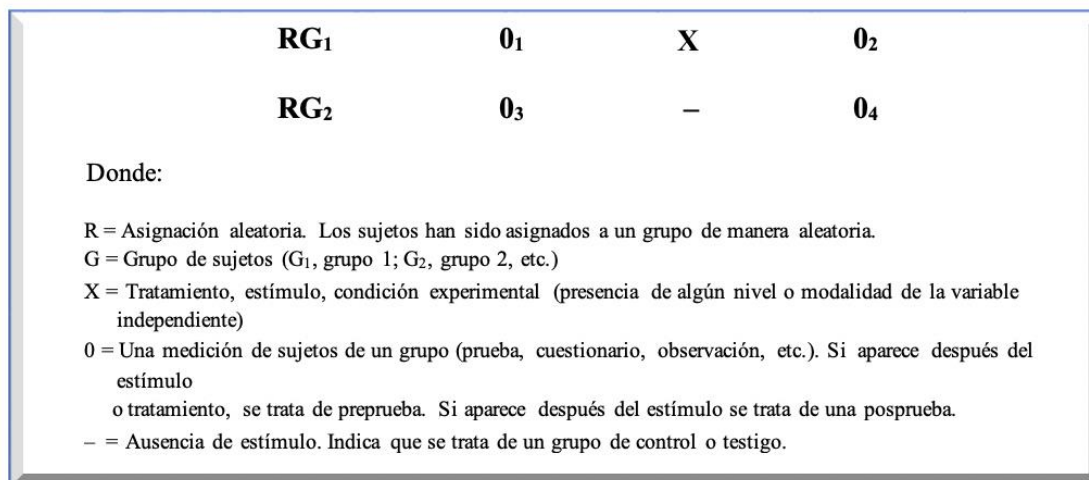 RG₁ 0₁ X 0₂
RG₂ 0₃ – 0₄
Donde:
R = Asignación aleatoria. Los sujetos han sido asignados a un grupo de manera aleatoria.
G = Grupo de sujetos (G₁, grupo 1; G₂, grupo 2, etc.)
X = Tratamiento, estímulo, condición experimental (presencia de algún nivel o modalidad de la variable
independiente)
0 = Una medición de sujetos de un grupo (prueba, cuestionario, observación, etc.). Si aparece después del
estímulo
o tratamiento, se trata de preprueba. Si aparece después del estímulo se trata de una posprueba.
– = Ausencia de estímulo. Indica que se trata de un grupo de control o testigo.